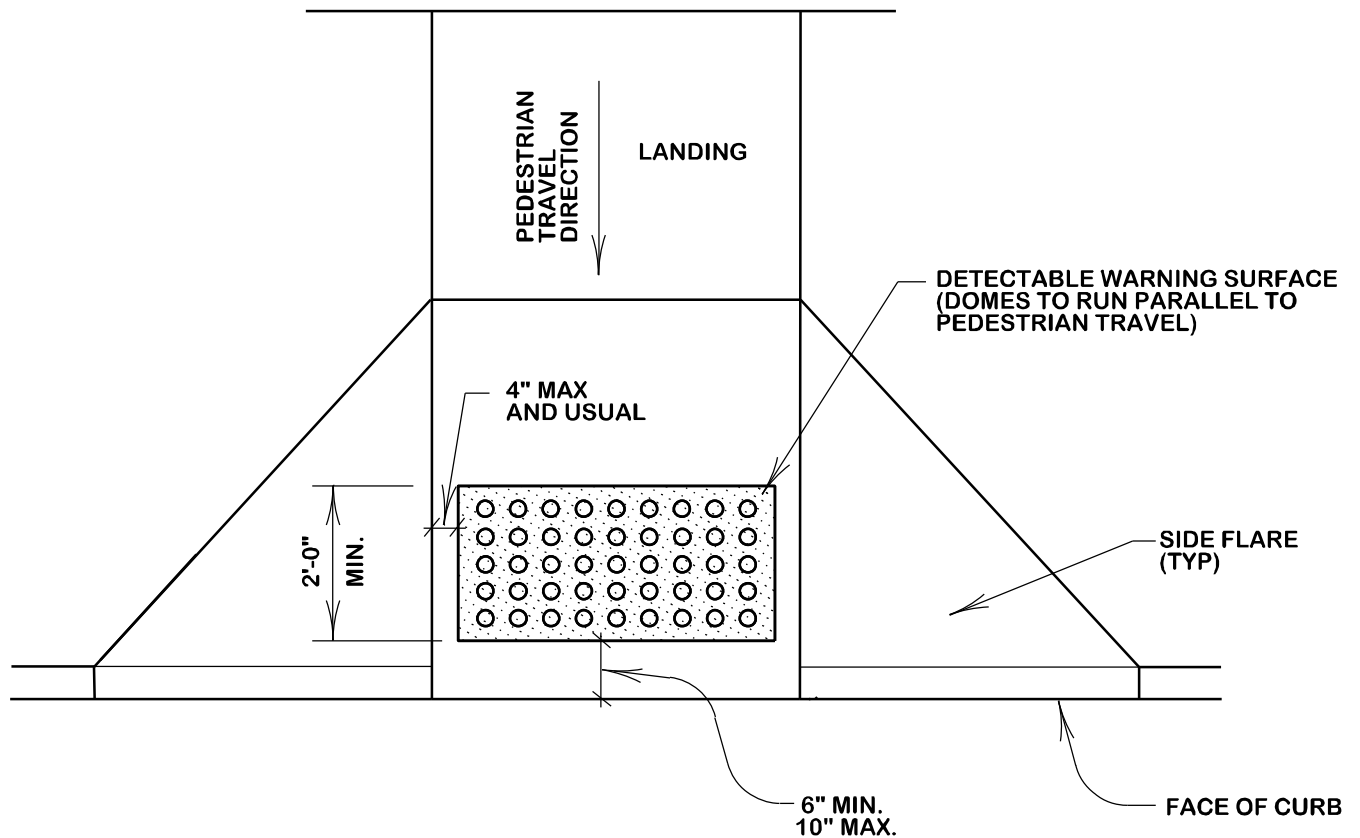 PEDESTRIAN
TRAVEL
DIRECTION
LANDING
DETECTABLE WARNING SURFACE
(DOMES TO RUN PARALLEL TO
PEDESTRIAN TRAVEL)
4" MAX
AND USUAL
2'-0"
MIN.
SIDE FLARE
(TYP)
6" MIN.
10" MAX.
FACE OF CURB